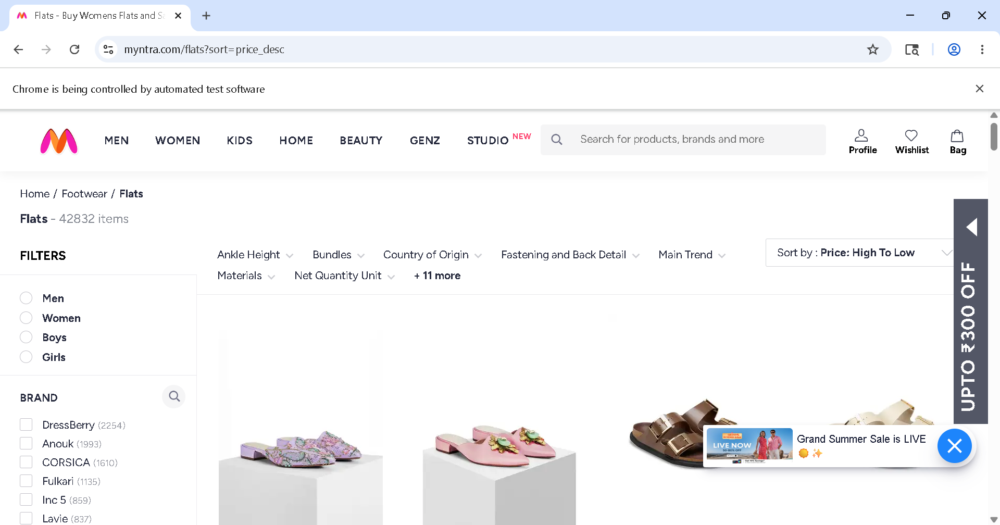 Flats - Buy Womens Flats and Sa
myntra.com/flats?sort=price_desc
Chrome is being controlled by automated test software
MEN
WOMEN
KIDS
HOME
BEAUTY
GENZ
STUDIO NEW
Search for products, brands and more
Profile
Wishlist
Bag
Home / Footwear / Flats
Flats - 42832 items
FILTERS
Ankle Height
Bundles
Country of Origin
Fastening and Back Detail
Main Trend
Sort by : Price: High To Low
Materials
Net Quantity Unit
+ 11 more
UPTO ₹300 OFF
Men
Women
Boys
Girls
BRAND
DressBerry (2254)
Anouk (1993)
CORSICA (1610)
Fulkari (1135)
Inc 5 (859)
Lavie (837)
LIVE NOW
Grand Summer Sale is LIVE